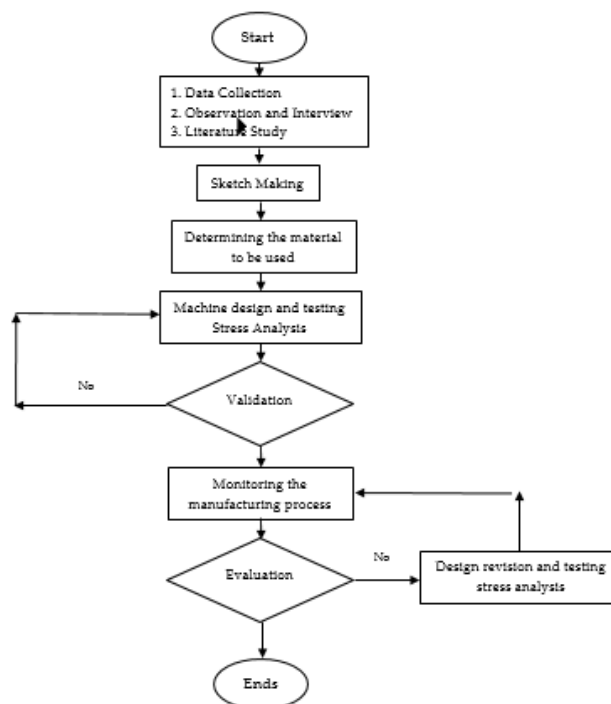 Start
1. Data Collection
2. Observation and Interview
3. Literature Study
Sketch Making
Determining the material
to be used
Machine design and testing
Stress Analysis
No
Validation
Monitoring the
manufacturing process
Evaluation
No
Design revision and testing
stress analysis
Ends